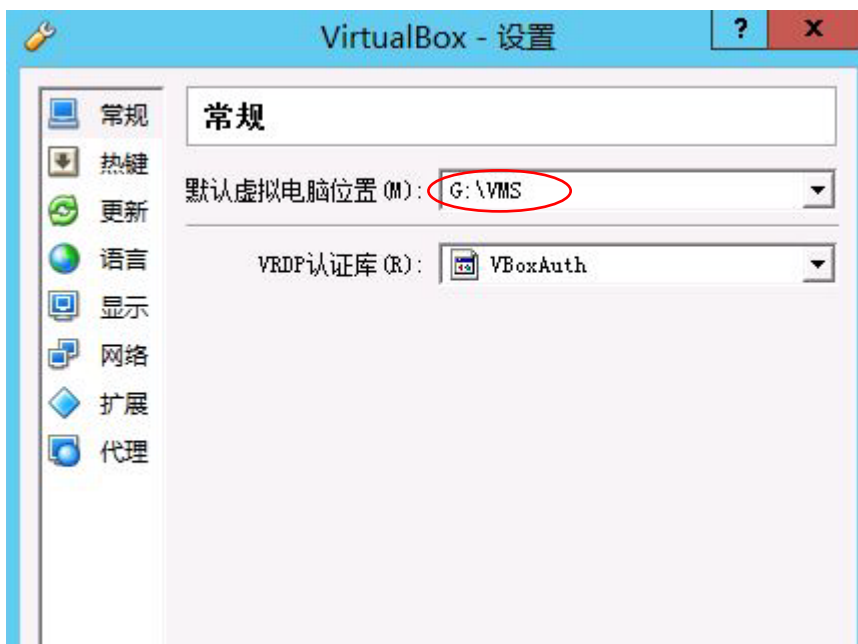 VirtualBox - 设置
? x
常规
热键
更新
语言
显示
网络
扩展
代理
常规
默认虚拟电脑位置(M): G:\VMS
VRDP认证库(R): VBoxAuth